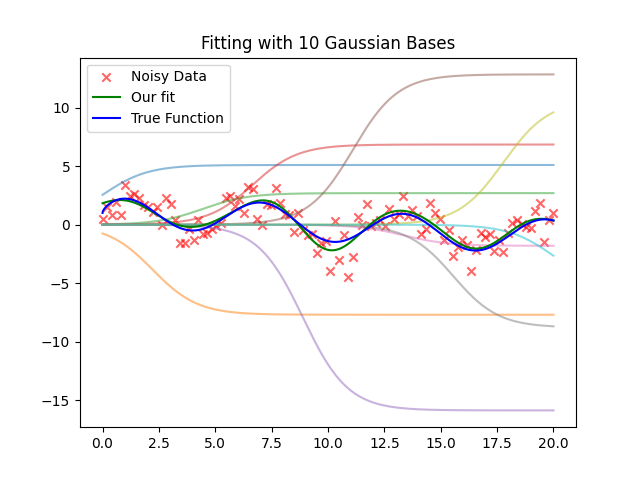 Fitting with 10 Gaussian Bases
Noisy Data
Our fit
True Function
10
5
0
−5
−10
−15
0.0 2.5 5.0 7.5 10.0 12.5 15.0 17.5 20.0